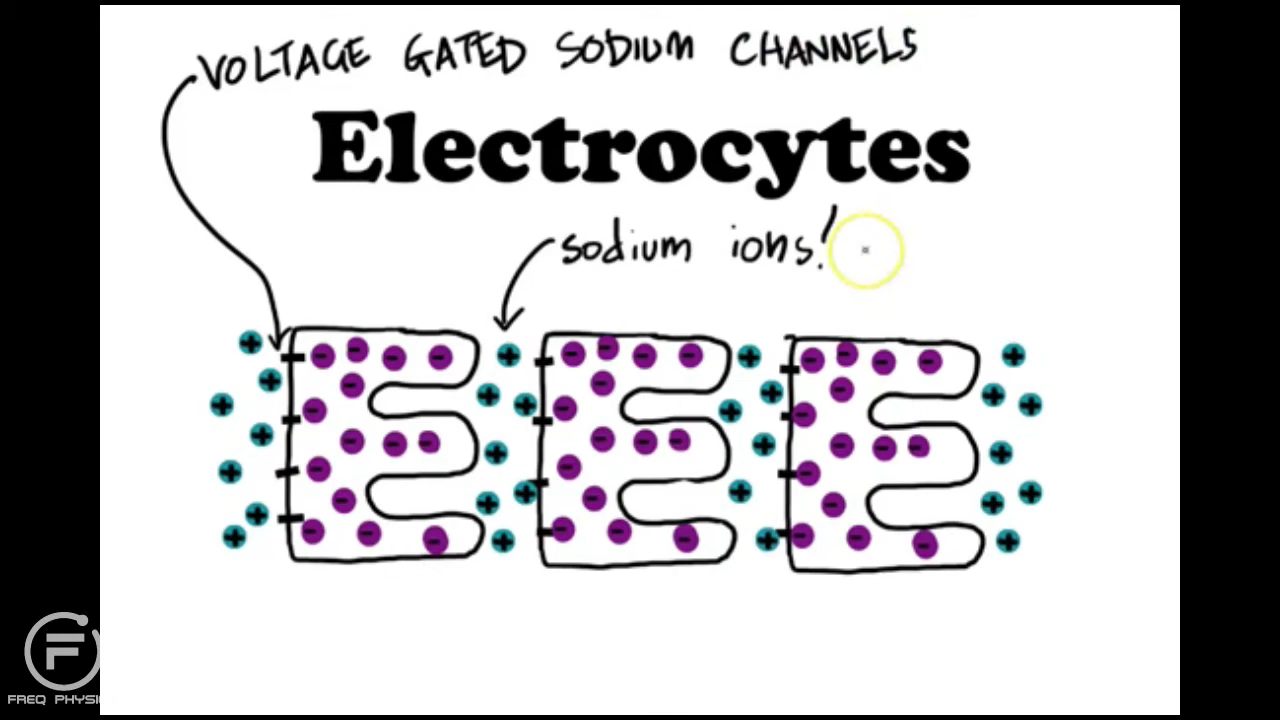 VOLTAGE GATED SODIUM CHANNELS
Electrocytes
sodium ions!
FREQ PHYSI